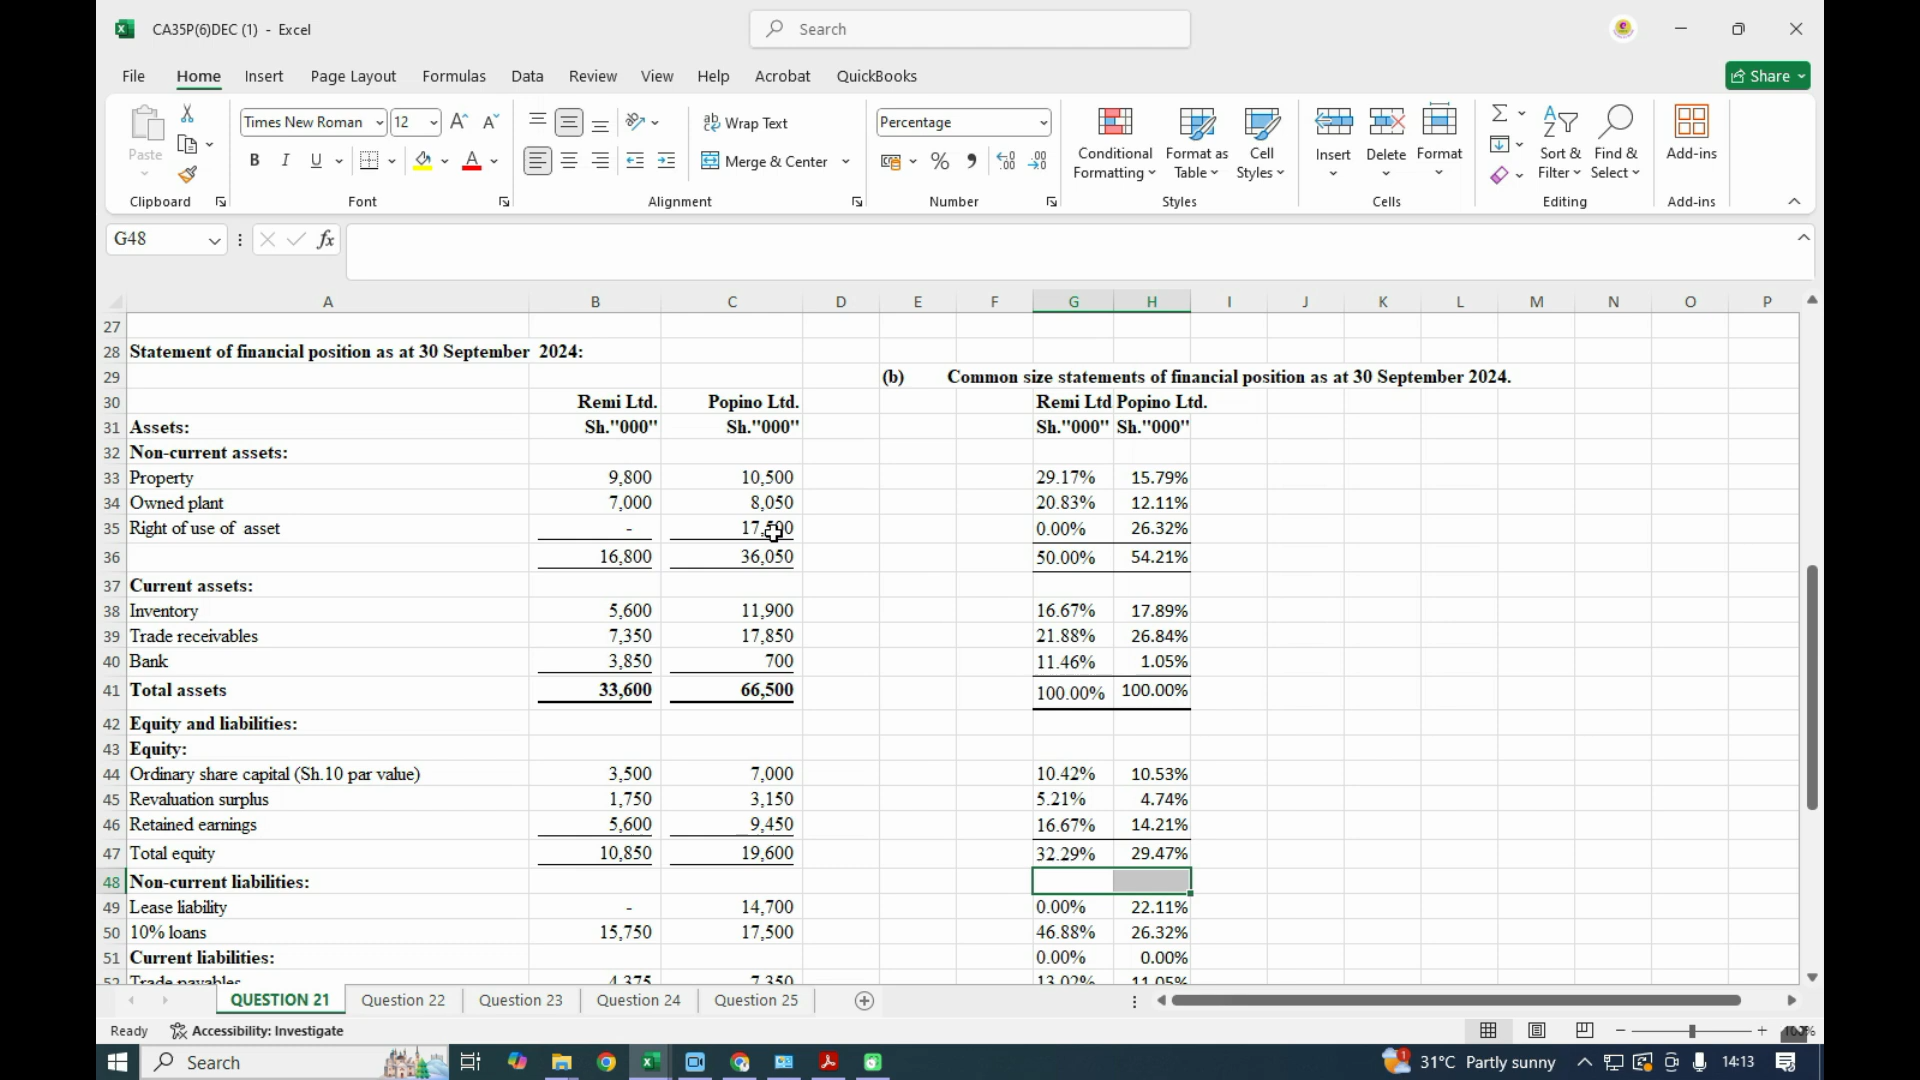 CA35P(6)DEC (1) - Excel
Search
File Home Insert Page Layout Formulas Data Review View Help Acrobat QuickBooks Share
Paste Times New Roman 12 Wrap Text Percentage Conditional Formatting Format as Table Cell Styles Insert Delete Format Sort & Filter Find & Select Add-ins
B I U Merge & Center
Clipboard Font Alignment Number Styles Cells Editing Add-ins
G48 fx
A B C D E F G H I J K L M N O P
27
28 Statement of financial position as at 30 September 2024:
29 (b) Common size statements of financial position as at 30 September 2024.
30 Remi Ltd. Popino Ltd. Remi Ltd Popino Ltd.
31 Assets: Sh."000" Sh."000" Sh."000" Sh."000"
32 Non-current assets:
33 Property 9,800 10,500 29.17% 15.79%
34 Owned plant 7,000 8,050 20.83% 12.11%
35 Right of use of asset - 17,500 0.00% 26.32%
36 16,800 36,050 50.00% 54.21%
37 Current assets:
38 Inventory 5,600 11,900 16.67% 17.89%
39 Trade receivables 7,350 17,850 21.88% 26.84%
40 Bank 3,850 700 11.46% 1.05%
41 Total assets 33,600 66,500 100.00% 100.00%
42 Equity and liabilities:
43 Equity:
44 Ordinary share capital (Sh.10 par value) 3,500 7,000 10.42% 10.53%
45 Revaluation surplus 1,750 3,150 5.21% 4.74%
46 Retained earnings 5,600 9,450 16.67% 14.21%
47 Total equity 10,850 19,600 32.29% 29.47%
48 Non-current liabilities:
49 Lease liability - 14,700 0.00% 22.11%
50 10% loans 15,750 17,500 46.88% 26.32%
51 Current liabilities: 0.00% 0.00%
52 Trade payables 4,375 7,350 13.02% 11.05%
QUESTION 21 Question 22 Question 23 Question 24 Question 25
Ready Accessibility: Investigate
Search 31°C Partly sunny 14:13